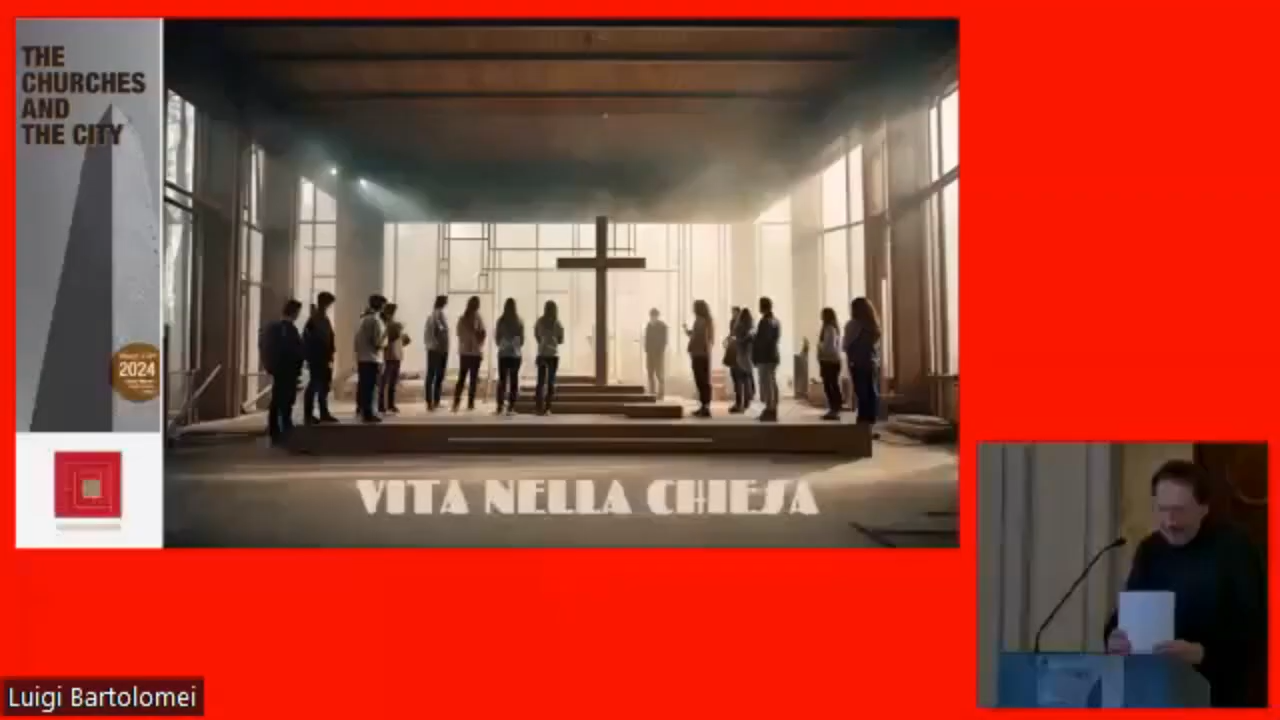 THE
CHURCHES
AND
THE CITY
2024
VITA NELLA CHIESA
Luigi Bartolomei